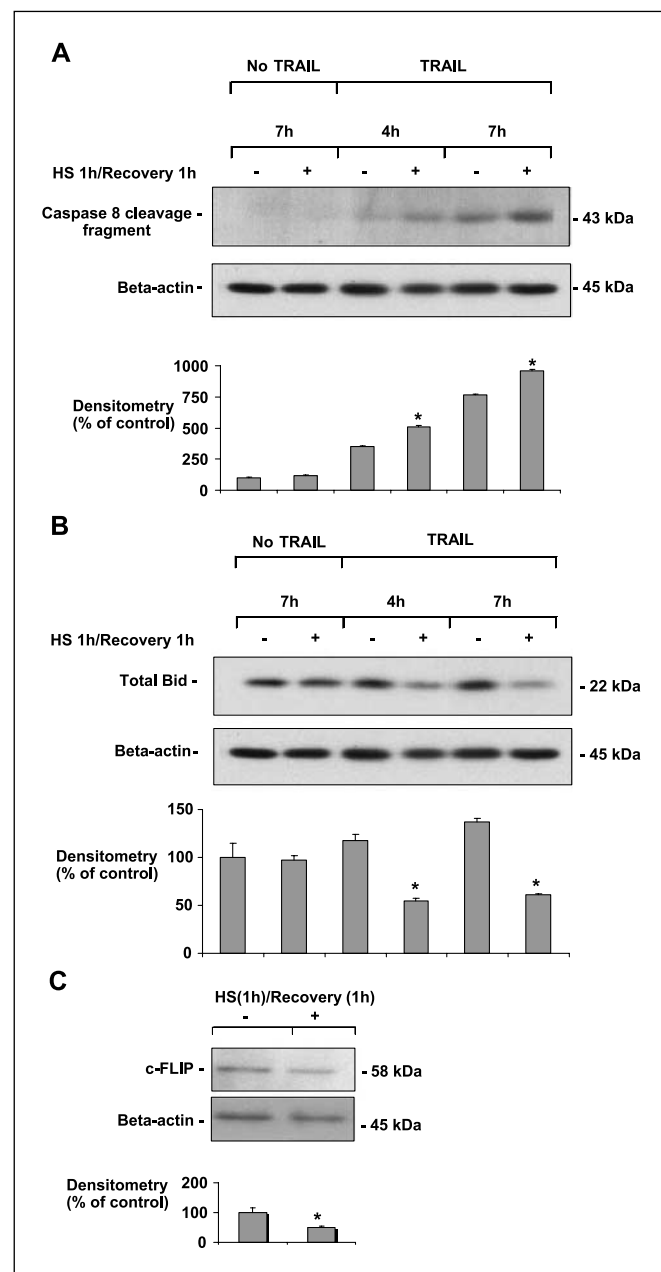 A
No TRAIL TRAIL
7h 4h 7h
HS 1h/Recovery 1h - + - + - +
Caspase 8 cleavage - - 43 kDa
fragment
Beta-actin - - 45 kDa
1000
750
500
250
0
Densitometry
(% of control)
* *
B
No TRAIL TRAIL
7h 4h 7h
HS 1h/Recovery 1h - + - + - +
Total Bid - - 22 kDa
Beta-actin - - 45 kDa
150
100
50
0
Densitometry
(% of control)
* *
C
HS(1h)/Recovery (1h)
- +
c-FLIP - - 58 kDa
Beta-actin - - 45 kDa
200
100
0
Densitometry
(% of control)
*